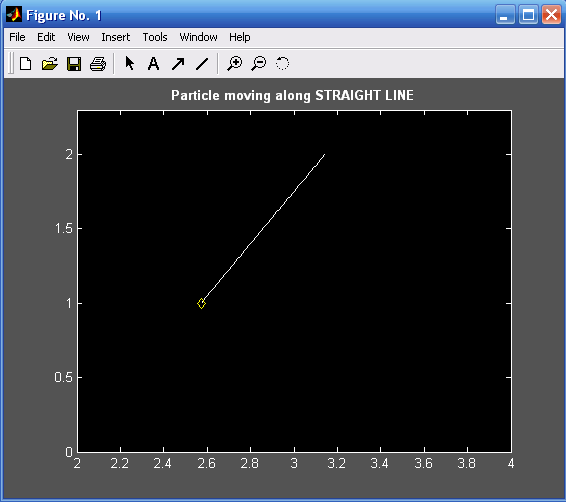 Figure No. 1
File Edit View Insert Tools Window Help
A
Particle moving along STRAIGHT LINE
2
1.5
1
0.5
0
2 2.2 2.4 2.6 2.8 3 3.2 3.4 3.6 3.8 4